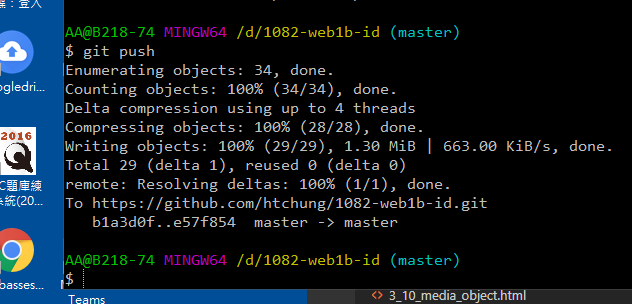 ：登入
AA@B218-74 MINGW64 /d/1082-web1b-id (master)
$ git push
Enumerating objects: 34, done.
Counting objects: 100% (34/34), done.
Delta compression using up to 4 threads
Compressing objects: 100% (28/28), done.
Writing objects: 100% (29/29), 1.30 MiB | 663.00 KiB/s, done.
Total 29 (delta 1), reused 0 (delta 0)
remote: Resolving deltas: 100% (1/1), done.
To https://github.com/htchung/1082-web1b-id.git
b1a3d0f..e57f854 master -> master
AA@B218-74 MINGW64 /d/1082-web1b-id (master)
$
ogledri...
2016
C題庫練
系統(20...
basses...
Teams
3_10_media_object.html